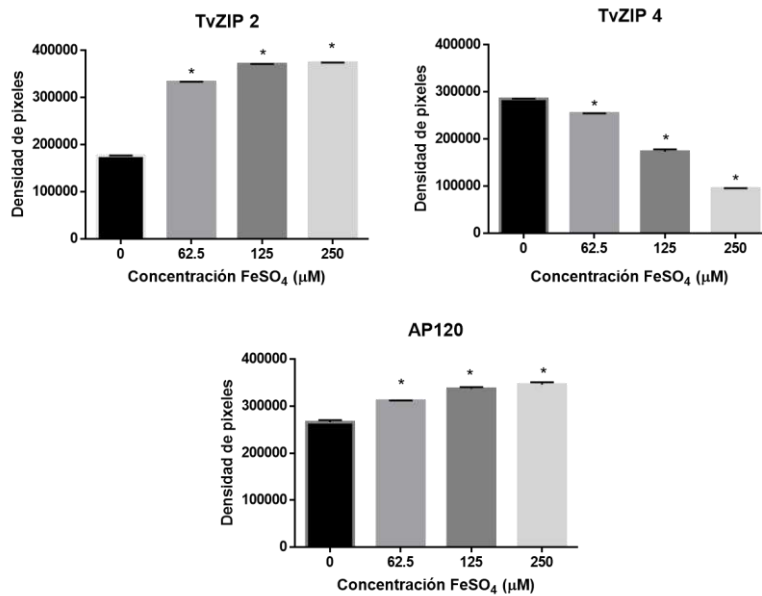 TvZIP 2
Densidad de pixeles
400000
300000
200000
100000
0
* * *
0 62.5 125 250
Concentración FeSO₄ (μM)
TvZIP 4
Densidad de pixeles
400000
300000
200000
100000
0
* * *
0 62.5 125 250
Concentración FeSO₄ (μM)
AP120
Densidad de pixeles
400000
300000
200000
100000
0
* * *
0 62.5 125 250
Concentración FeSO₄ (μM)